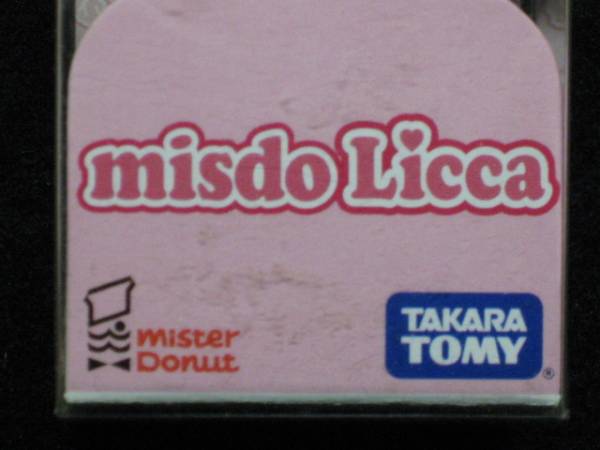 misdo Licca
mister
Donut
TAKARA
TOMY
®